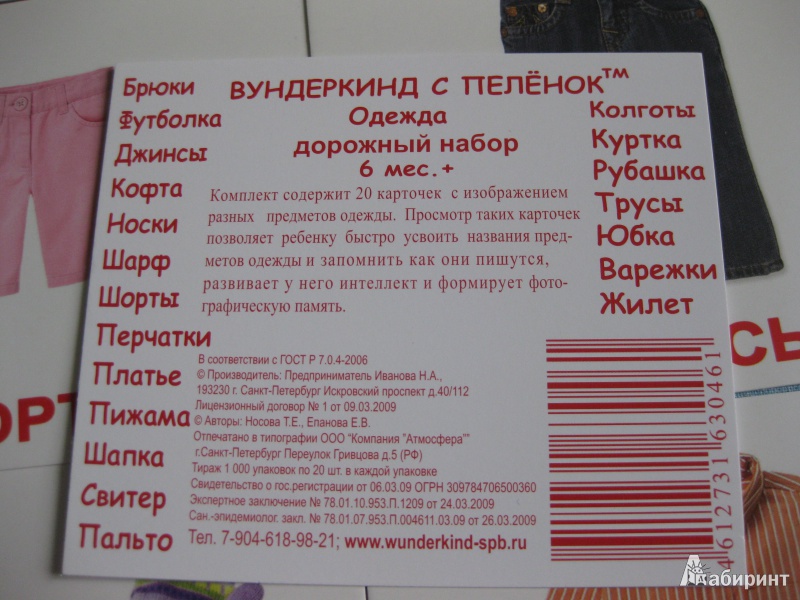 Брюки
Футболка
Джинсы
Кофта
Носки
Шарф
Шорты
Перчатки
Платье
Пижама
Шапка
Свитер
Пальто
ВУНДЕРКИНД С ПЕЛЁНОК™
Одежда
дорожный набор
6 мес.+
Комплект содержит 20 карточек с изображением
разных предметов одежды. Просмотр таких карточек
позволяет ребенку быстро усвоить названия пред-
метов одежды и запомнить как они пишутся,
развивает у него интеллект и формирует фото-
графическую память.
Колготы
Куртка
Рубашка
Трусы
Юбка
Варежки
Жилет
В соответствии с ГОСТ Р 7.0.4-2006
© Производитель: Предприниматель Иванова Н.А.,
193230 г. Санкт-Петербург Искровский проспект д.40/112
Лицензионный договор № 1 от 09.03.2009
© Авторы: Носова Т.Е., Епанова Е.В.
Отпечатано в типографии ООО "Компания "Атмосфера""
г.Санкт-Петербург Переулок Гривцова д.5 (РФ)
Тираж 1 000 упаковок по 20 шт. в каждой упаковке
Свидетельство о гос.регистрации от 06.03.09 ОГРН 309784706500360
Экспертное заключение № 78.01.10.953.П.1209 от 24.03.2009
Сан.-эпидемиолог. закл. № 78.01.07.953.П.004611.03.09 от 26.03.2009
Тел. 7-904-618-98-21; www.wunderkind-spb.ru
4612731630461
ОРТ
СЫ
Лабиринт